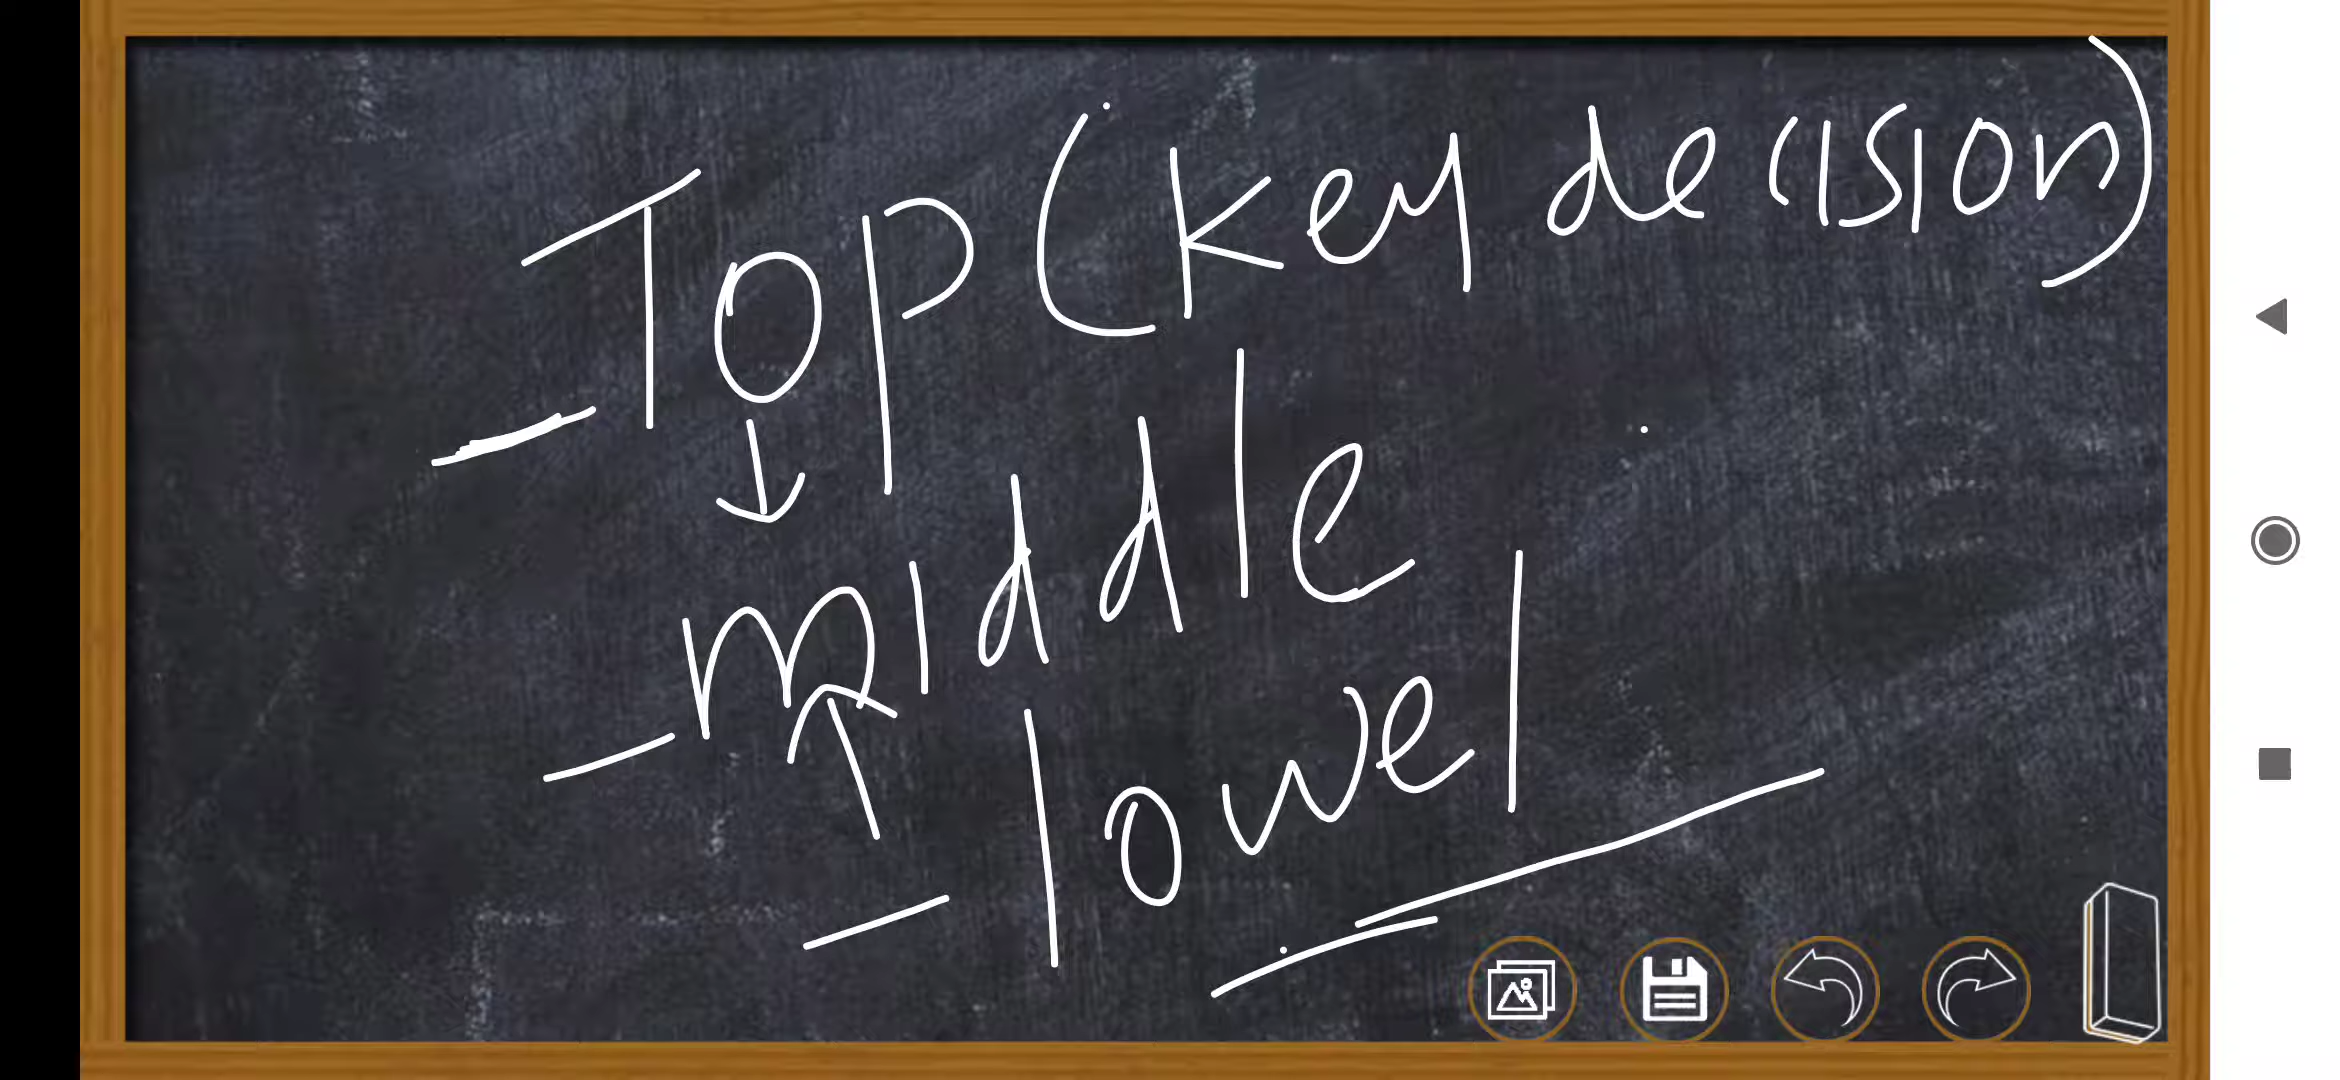 - Top (key decision)
- middle
- lowel